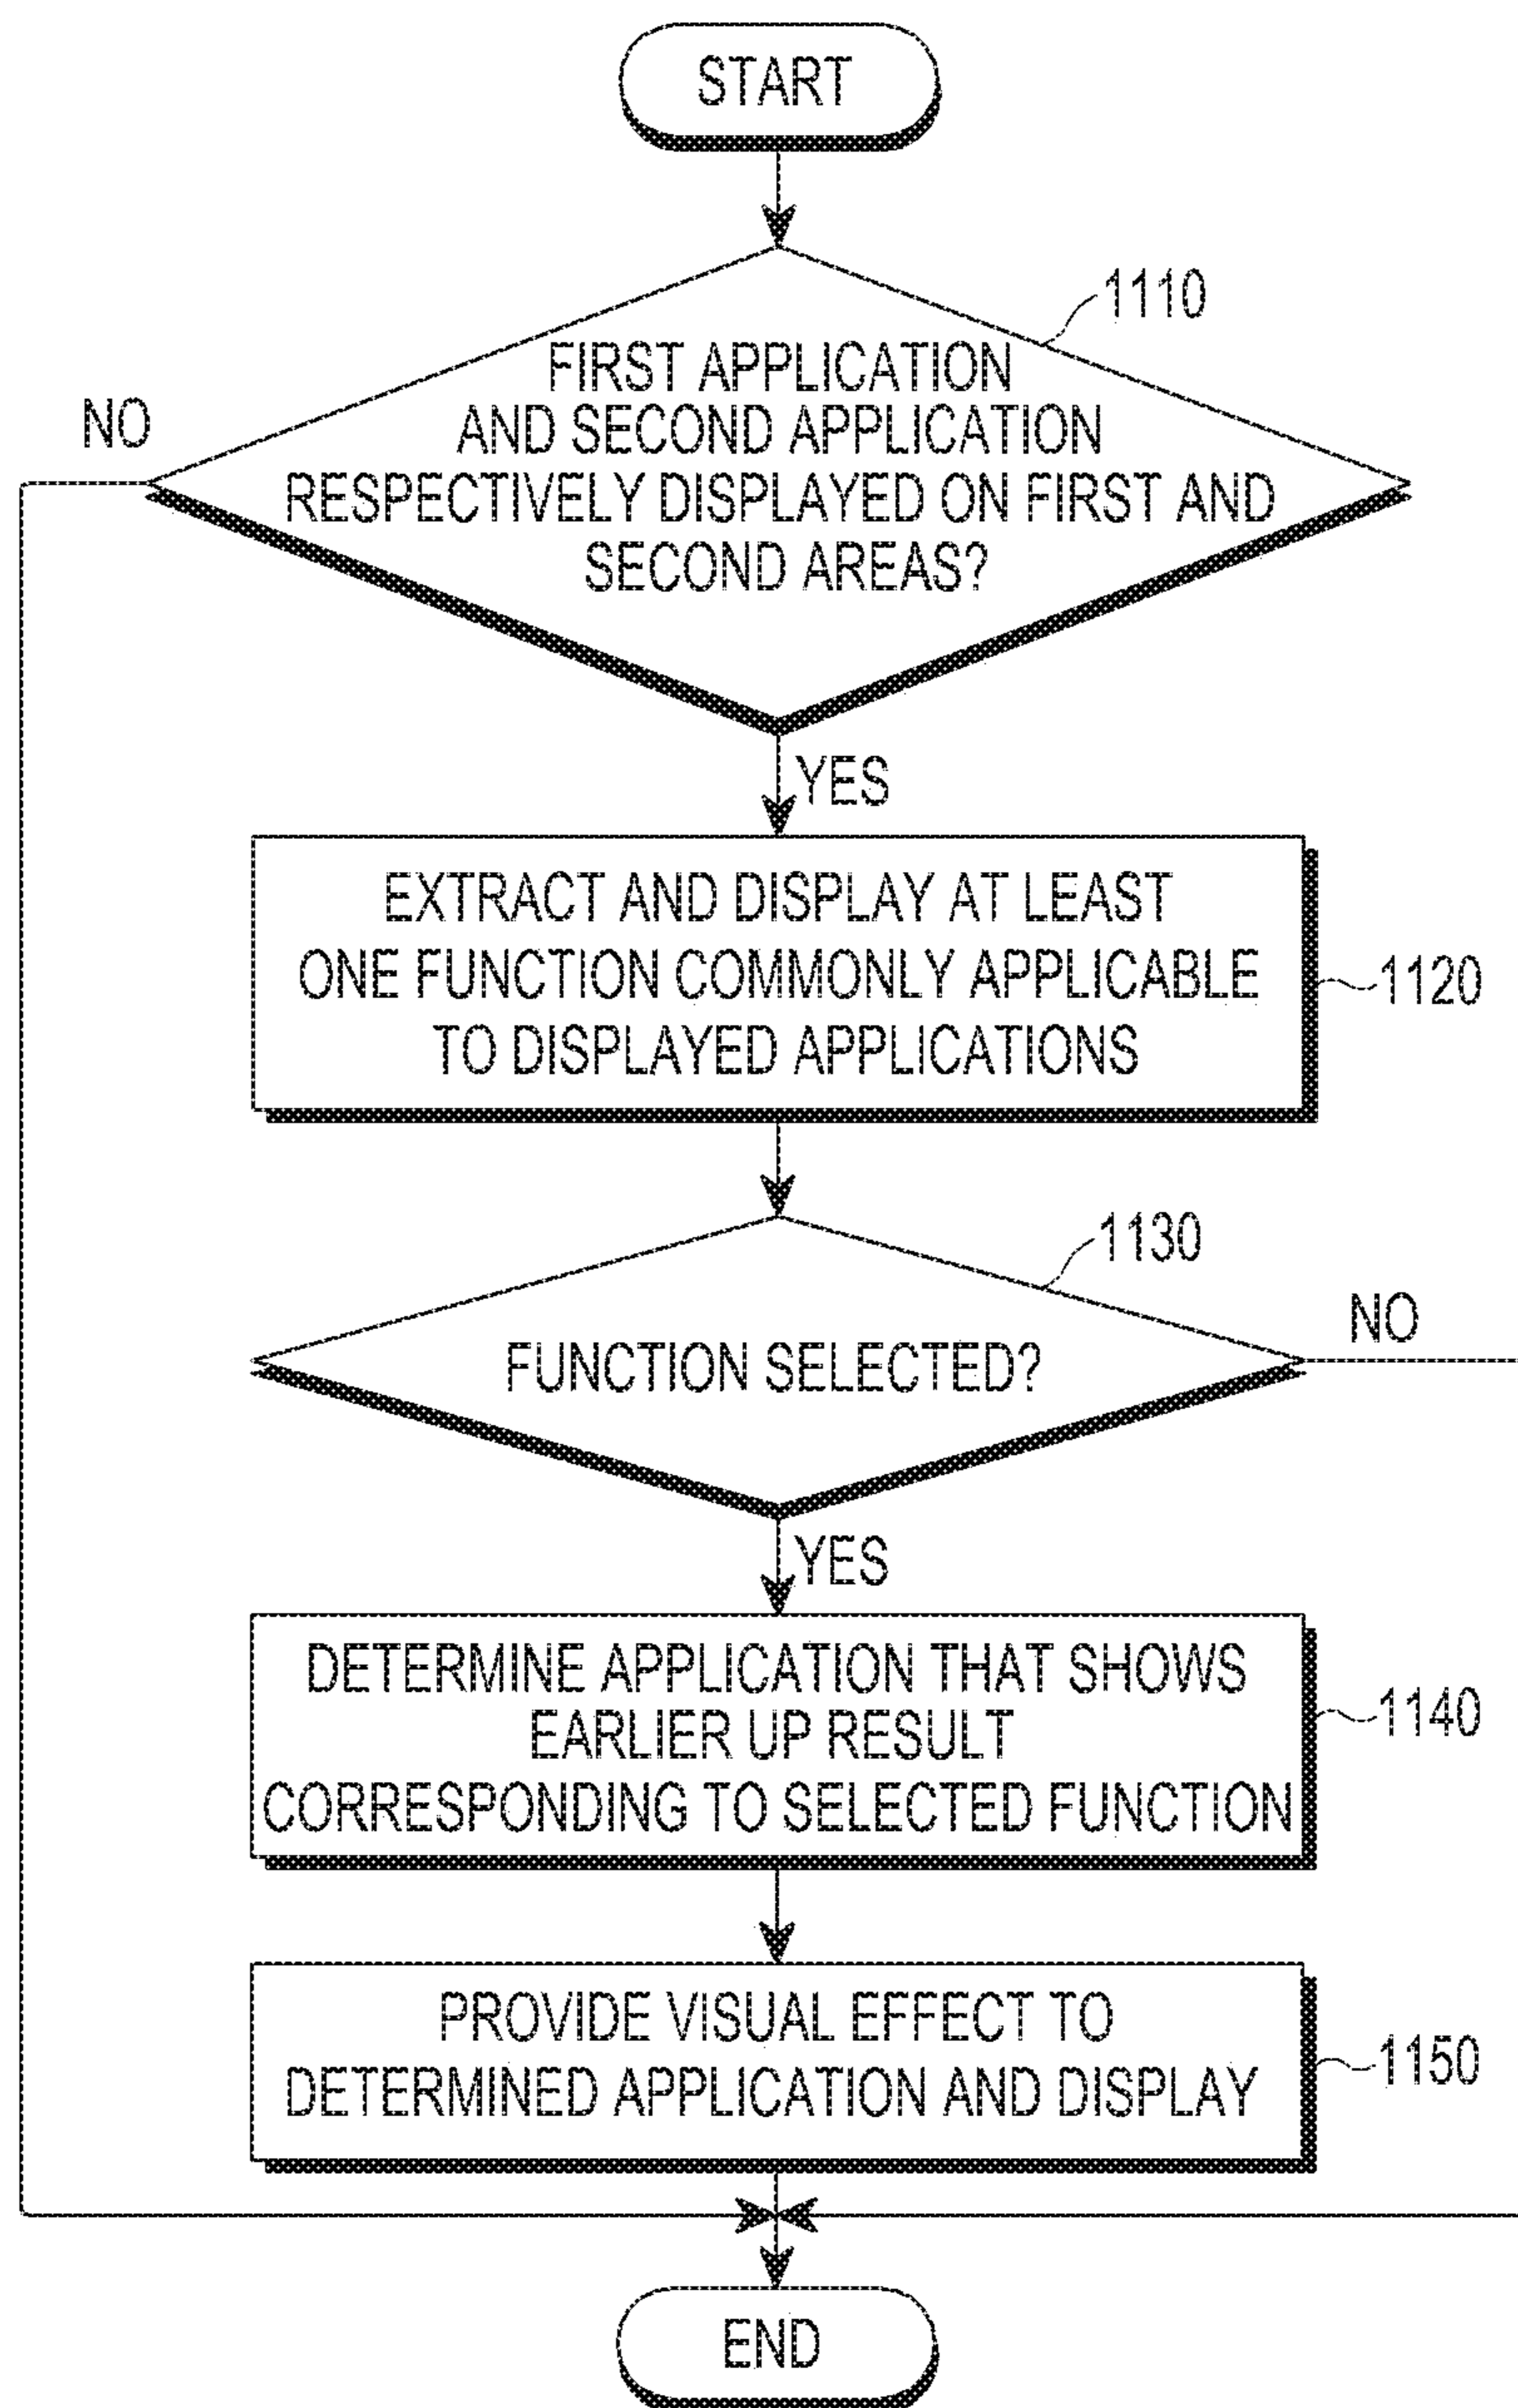 START
1110
FIRST APPLICATION
AND SECOND APPLICATION
RESPECTIVELY DISPLAYED ON FIRST AND
SECOND AREAS?
NO
YES
EXTRACT AND DISPLAY AT LEAST
ONE FUNCTION COMMONLY APPLICABLE
TO DISPLAYED APPLICATIONS
1120
1130
FUNCTION SELECTED?
NO
YES
DETERMINE APPLICATION THAT SHOWS
EARLIER UP RESULT
CORRESPONDING TO SELECTED FUNCTION
1140
PROVIDE VISUAL EFFECT TO
DETERMINED APPLICATION AND DISPLAY
1150
END